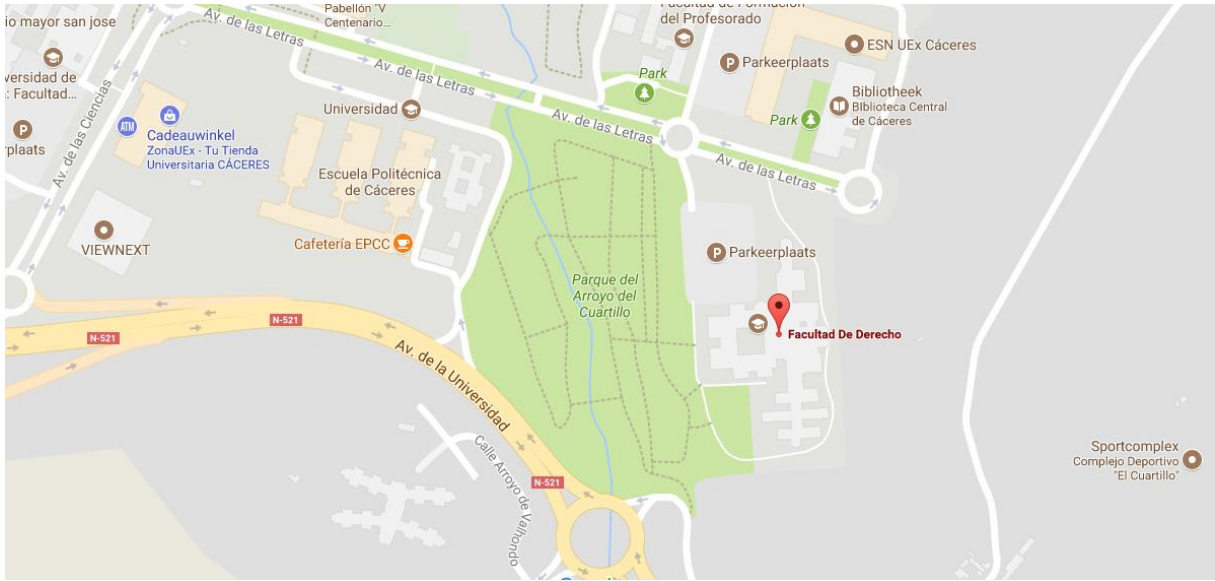 io mayor san jose
versidad de
: Facultad...
P
rplaats
Av. de las Ciencias
Av. de las Letras
Pabellón "V
Centenario...
Av. de las Letras
Universidad
ATM
Cadeauwinkel
ZonaUEx - Tu Tienda
Universitaria CÁCERES
Escuela Politécnica
de Cáceres
Cafetería EPCC
VIEWNEXT
del Profesorado
P Parkeerplaats
ESN UEx Cáceres
Park
Bibliotheek
BIblioteca Central
de Cáceres
Park
Av. de las Letras
Av. de las Letras
P Parkeerplaats
Parque del
Arroyo del
Cuartillo
Facultad De Derecho
N-521
N-521
Av. de la Universidad
N-521
Calle Arroyo de Valhondo
Sportcomplex
Complejo Deportivo
"El Cuartillo"